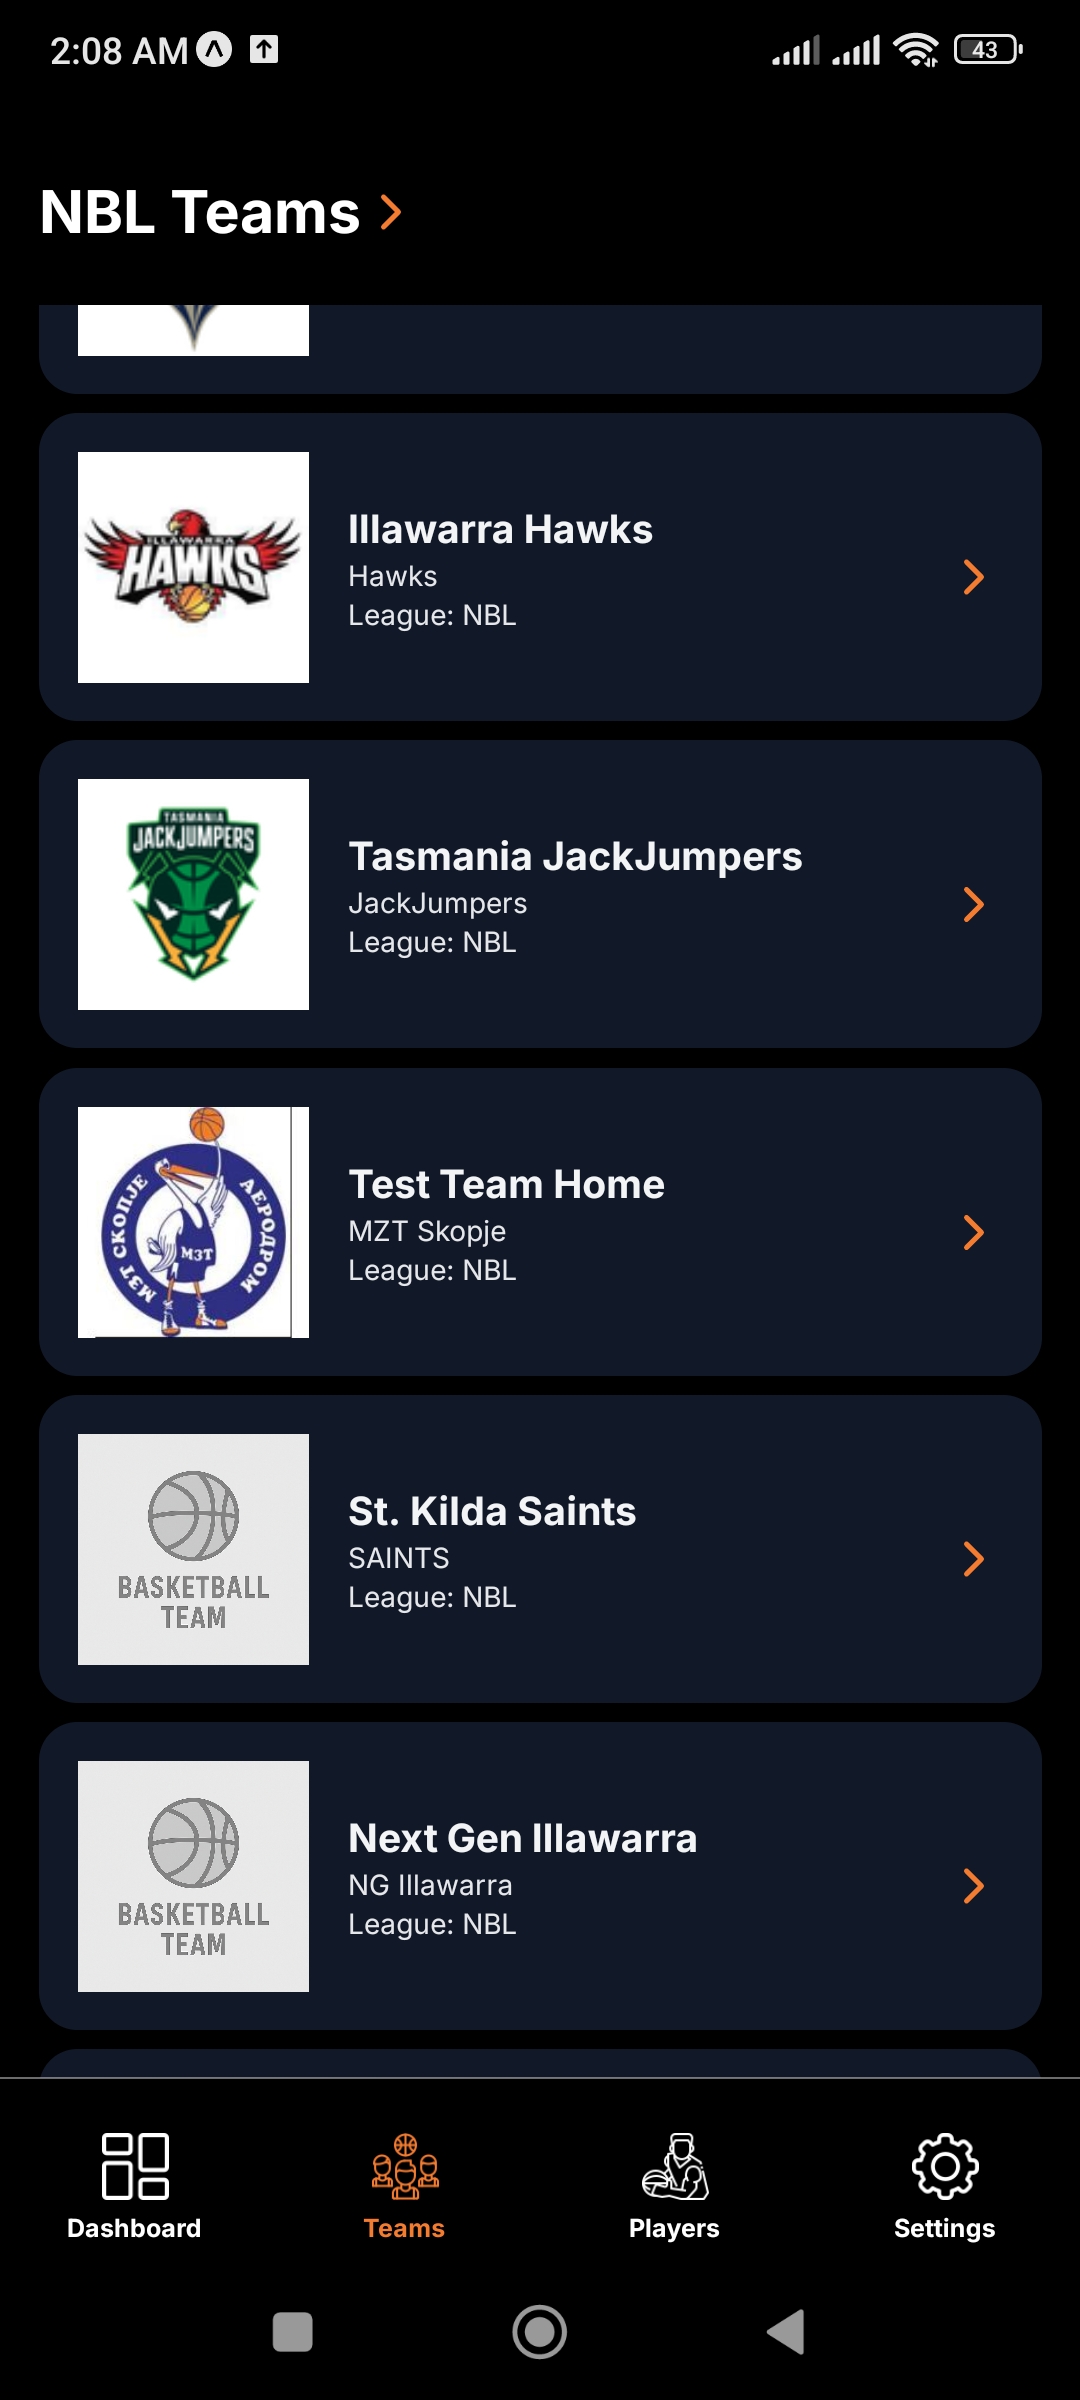 2:08 AM
43
NBL Teams
ILLAWARRA
HAWKS
Illawarra Hawks
Hawks
League: NBL
TASMANIA
JACKJUMPERS
Tasmania JackJumpers
JackJumpers
League: NBL
МЗТ СКОПЈЕ
АЕРОДРОМ
МЗТ
Test Team Home
MZT Skopje
League: NBL
BASKETBALL
TEAM
St. Kilda Saints
SAINTS
League: NBL
BASKETBALL
TEAM
Next Gen Illawarra
NG Illawarra
League: NBL
Dashboard
Teams
Players
Settings